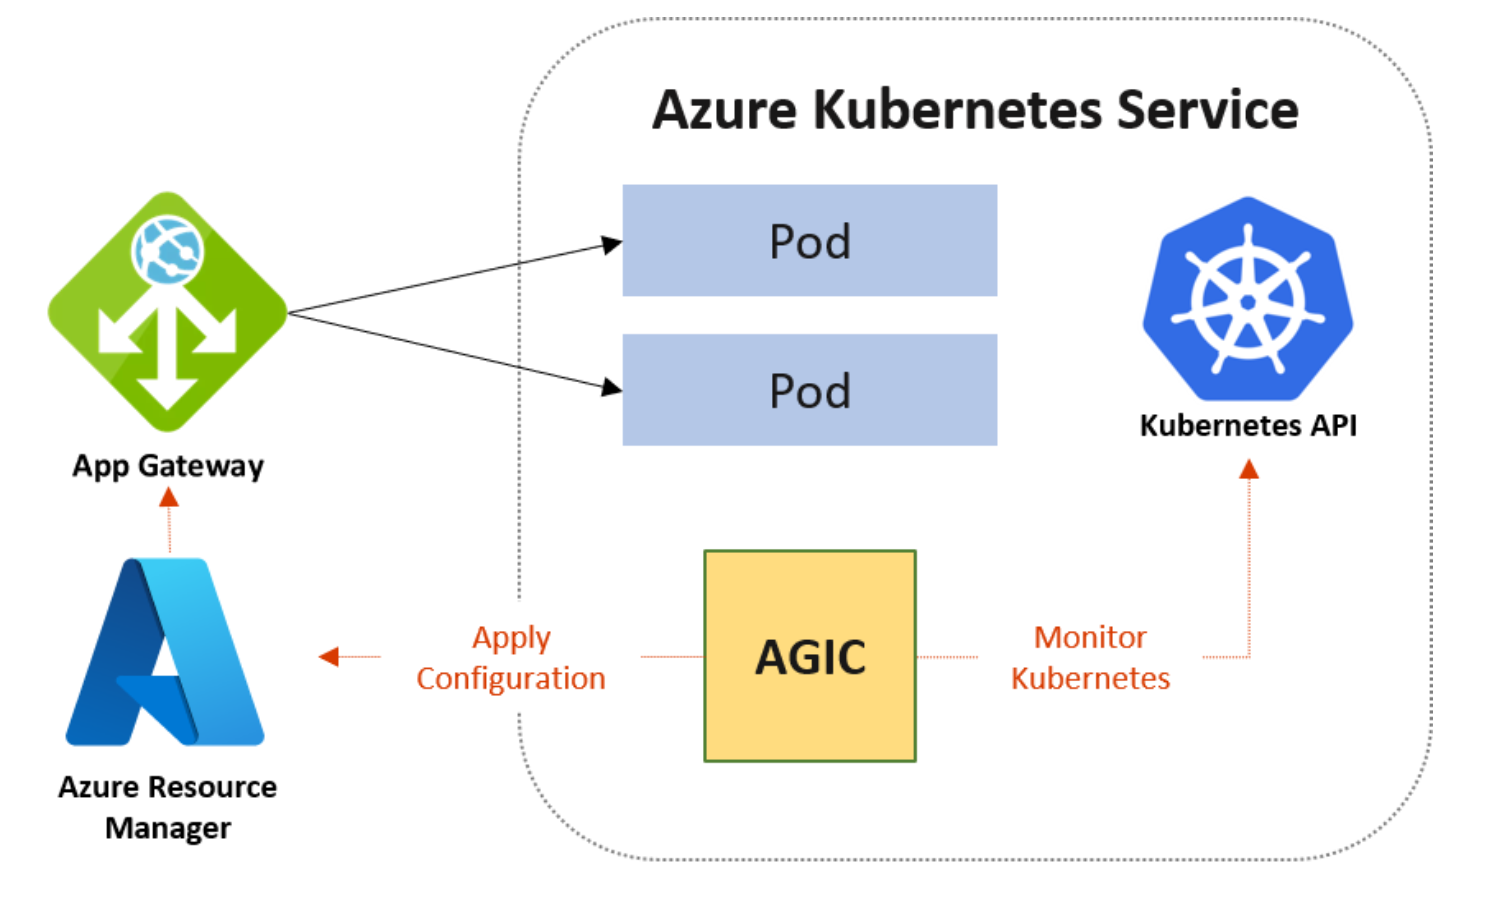 Azure Kubernetes Service
Pod
Pod
Kubernetes API
App Gateway
Apply
Configuration
AGIC
Monitor
Kubernetes
Azure Resource
Manager